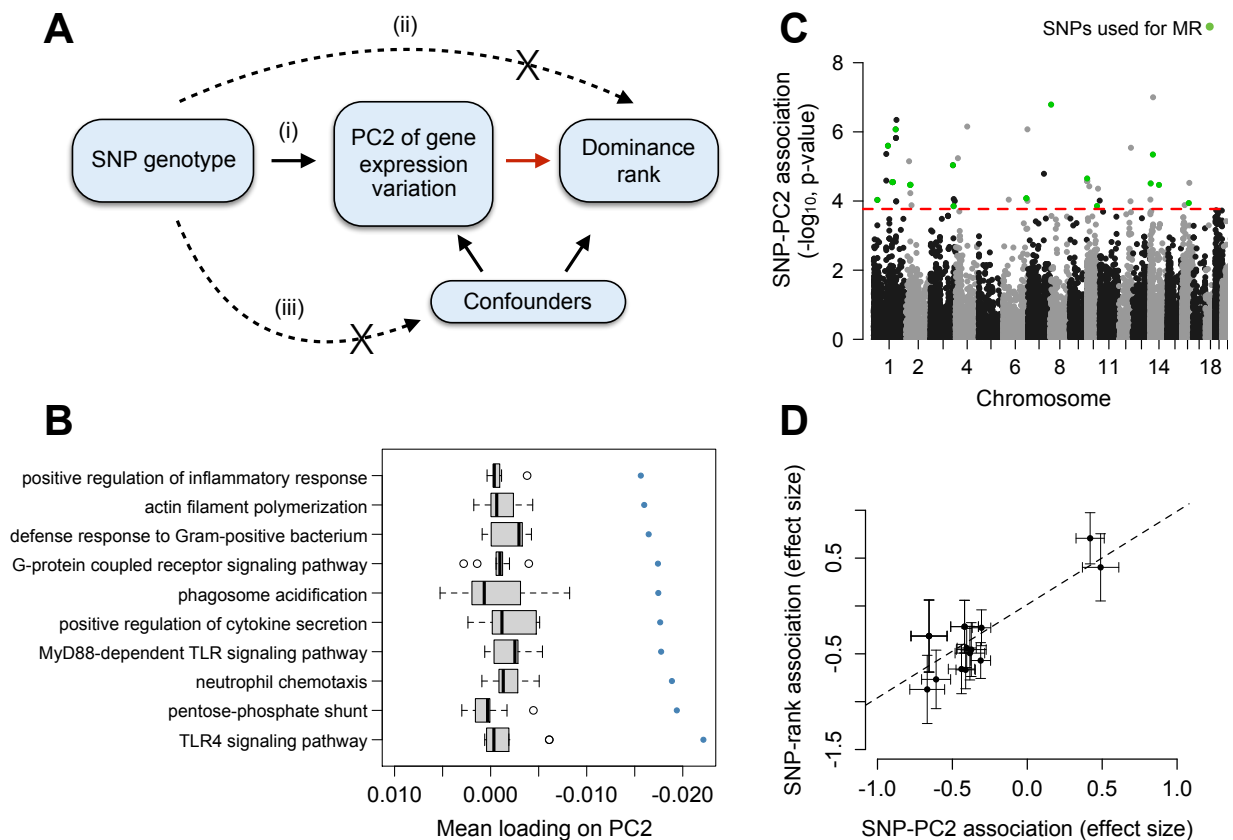 A
(ii)
SNP genotype
(i)
PC2 of gene
expression
variation
Dominance
rank
Confounders
(iii)
X
X
B
positive regulation of inflammatory response
actin filament polymerization
defense response to Gram-positive bacterium
G-protein coupled receptor signaling pathway
phagosome acidification
positive regulation of cytokine secretion
MyD88-dependent TLR signaling pathway
neutrophil chemotaxis
pentose-phosphate shunt
TLR4 signaling pathway
0.010 0.000 -0.010 -0.020
Mean loading on PC2
C
SNPs used for MR
SNP-PC2 association
(-log₁₀, p-value)
8
6
4
2
0
1 2 4 6 8 11 14 18
Chromosome
D
SNP-rank association (effect size)
0.5
-0.5
-1.5
-1.0 -0.5 0.0 0.5 1.0
SNP-PC2 association (effect size)